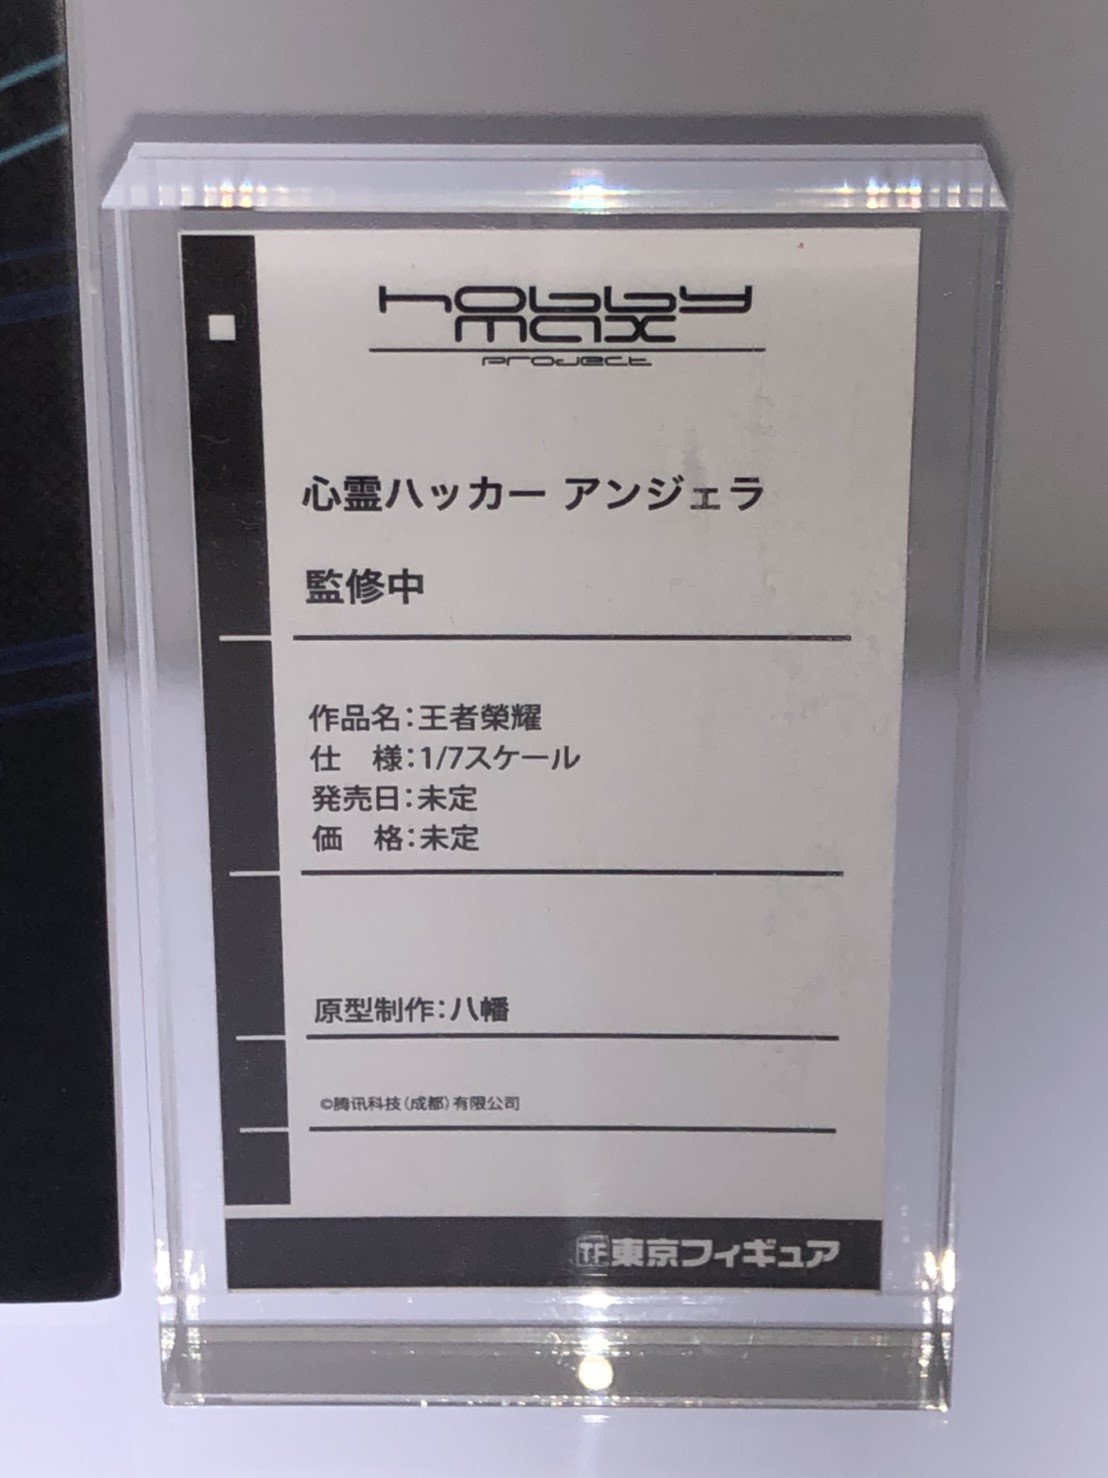 hobby
max
project
心霊ハッカー アンジェラ
監修中
作品名：王者榮耀
仕　様：1/7スケール
発売日：未定
価　格：未定
原型制作：八幡
©腾讯科技（成都）有限公司
TF東京フィギュア